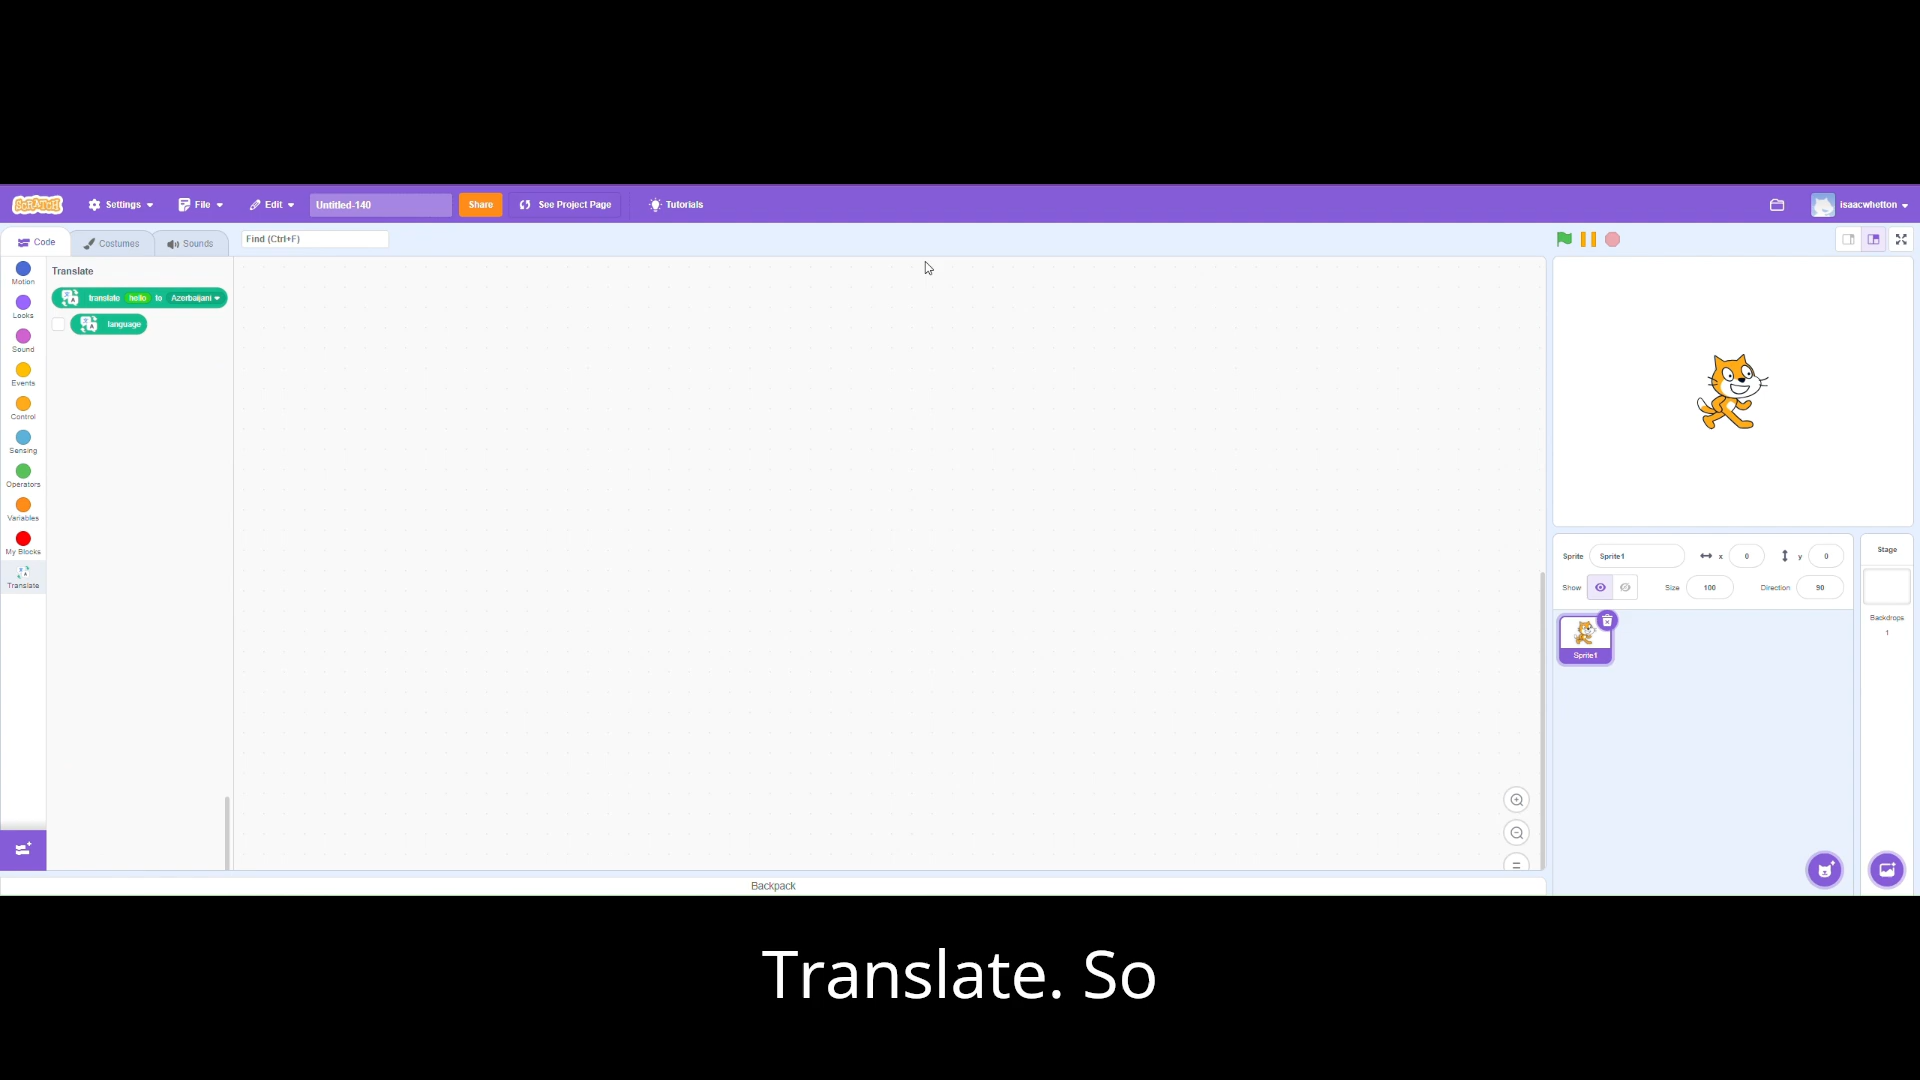 SCRATCH
Settings
File
Edit
Untitled-140
Share
See Project Page
Tutorials
isaacwhetton
Code
Costumes
Sounds
Find (Ctrl+F)
Motion
Looks
Sound
Events
Control
Sensing
Operators
Variables
My Blocks
Translate
Translate
translate hello to Azerbaijani
language
Sprite Sprite1 x 0 y 0
Show Size 100 Direction 90
Sprite1
Stage
Backdrops
1
Backpack
Translate. So